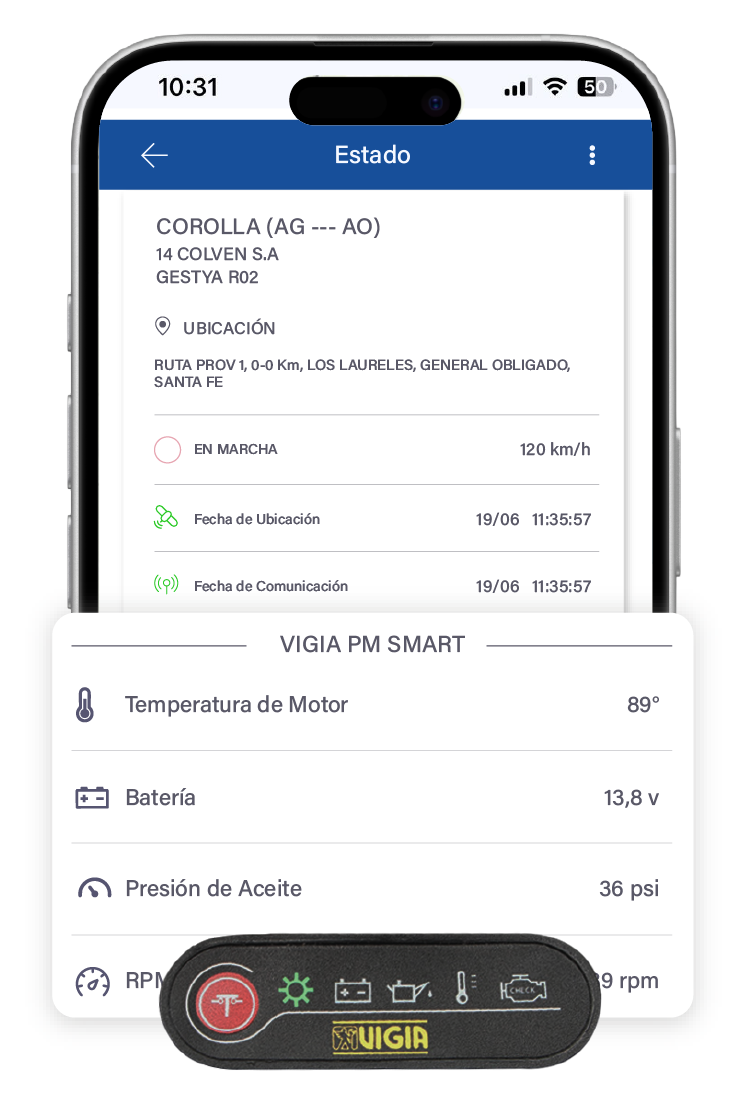 10:31
50
Estado
COROLLA (AG --- AO)
14 COLVEN S.A
GESTYA R02
UBICACIÓN
RUTA PROV 1, 0-0 Km, LOS LAURELES, GENERAL OBLIGADO,
SANTA FE
EN MARCHA 120 km/h
Fecha de Ubicación 19/06 11:35:57
Fecha de Comunicación 19/06 11:35:57
VIGIA PM SMART
Temperatura de Motor 89°
Batería 13,8 v
Presión de Aceite 36 psi
RPM rpm
CHECK
VIGIA